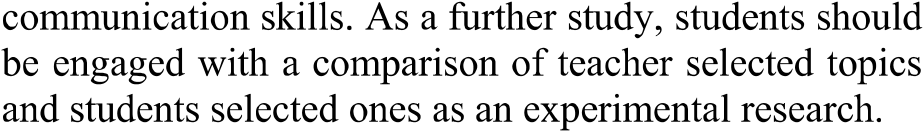 communication skills. As a further study, students should
be engaged with a comparison of teacher selected topics
and students selected ones as an experimental research.